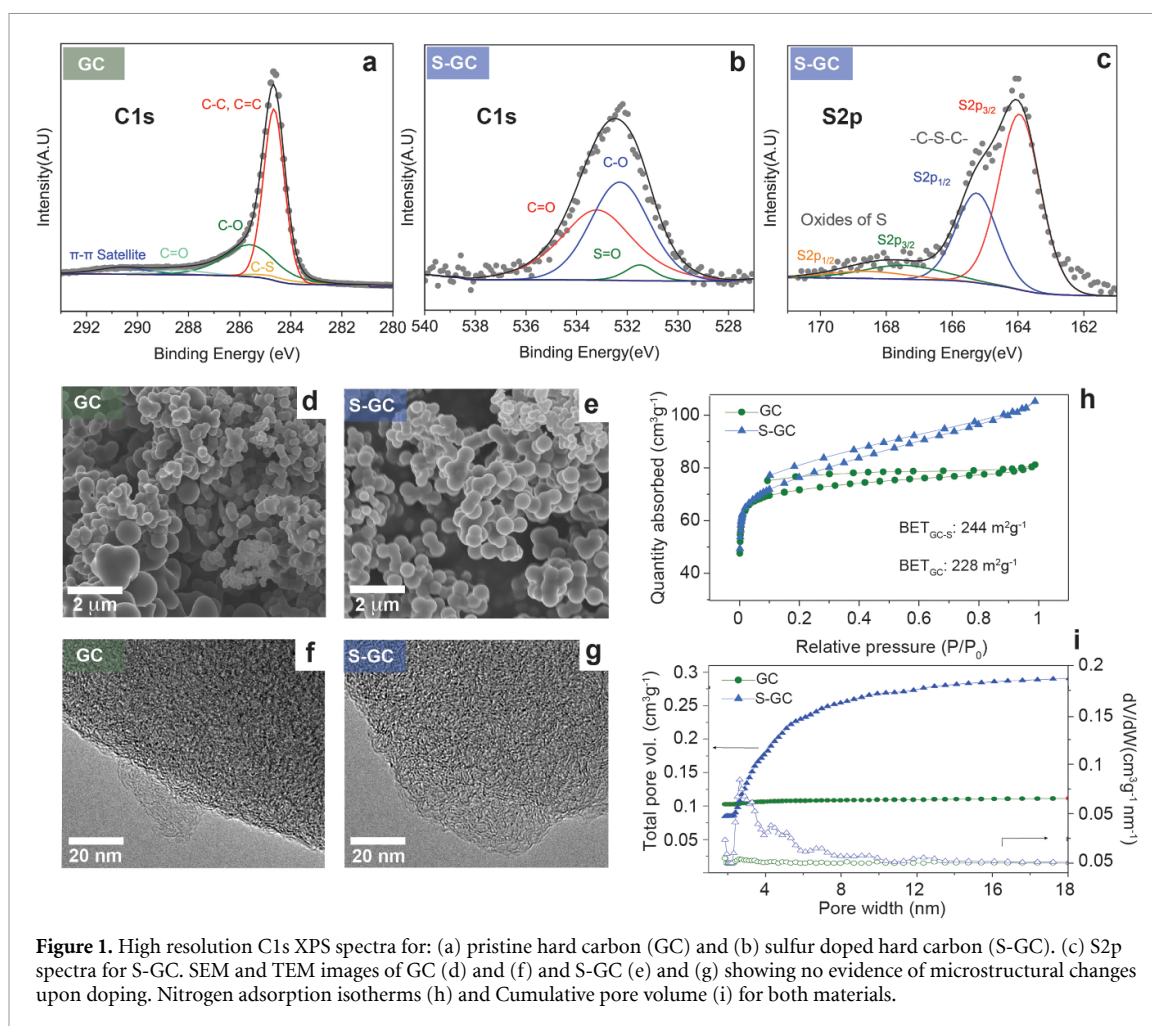 GC
a
C-C, C=C
C1s
C-O
C=O
C-S
π-π Satellite
Intensity(A.U)
292 290 288 286 284 282 280
Binding Energy (eV)
S-GC
b
C1s
C-O
C=O
S=O
Intensity(A.U)
540 539 537 535 533 532 530 528 527
Binding Energy(eV)
S-GC
c
S2p3/2
S2p
-C-S-C-
S2p1/2
Oxides of S
S2p3/2
S2p1/2
Intensity(A.U)
170 168 166 164 162
Binding Energy(eV)
GC
d
2 µm
S-GC
e
2 µm
h
GC
S-GC
100
80
60
40
BETGC-S: 244 m²g-1
BETGC: 228 m²g-1
Quantity absorbed (cm³g-1)
0 0.2 0.4 0.6 0.8 1
Relative pressure (P/P0)
GC
f
20 nm
S-GC
g
20 nm
i
GC
S-GC
0.3
0.25
0.2
0.15
0.1
0.05
Total pore vol. (cm³g-1)
0.2
0.15
0.1
0.05
0.05
dV/dW(cm³g-1 nm-1)
4 8 12 16 18
Pore width (nm)
Figure 1. High resolution C1s XPS spectra for: (a) pristine hard carbon (GC) and (b) sulfur doped hard carbon (S-GC). (c) S2p
spectra for S-GC. SEM and TEM images of GC (d) and (f) and S-GC (e) and (g) showing no evidence of microstructural changes
upon doping. Nitrogen adsorption isotherms (h) and Cumulative pore volume (i) for both materials.